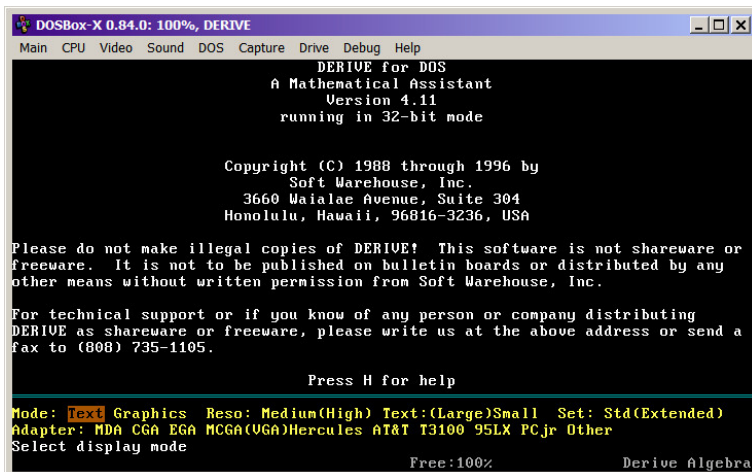 DOSBox-X 0.84.0: 100%, DERIVE
Main CPU Video Sound DOS Capture Drive Debug Help
DERIVE for DOS
A Mathematical Assistant
Version 4.11
running in 32-bit mode
Copyright (C) 1988 through 1996 by
Soft Warehouse, Inc.
3660 Waialae Avenue, Suite 304
Honolulu, Hawaii, 96816-3236, USA
Please do not make illegal copies of DERIVE! This software is not shareware or
freeware. It is not to be published on bulletin boards or distributed by any
other means without written permission from Soft Warehouse, Inc.
For technical support or if you know of any person or company distributing
DERIVE as shareware or freeware, please write us at the above address or send a
fax to (808) 735-1105.
Press H for help
Mode: Text Graphics Reso: Medium(High) Text:(Large)Small Set: Std(Extended)
Adapter: MDA CGA EGA MCGA(VGA)Hercules AT&T T3100 95LX PCjr Other
Select display mode
Free:100% Derive Algebra